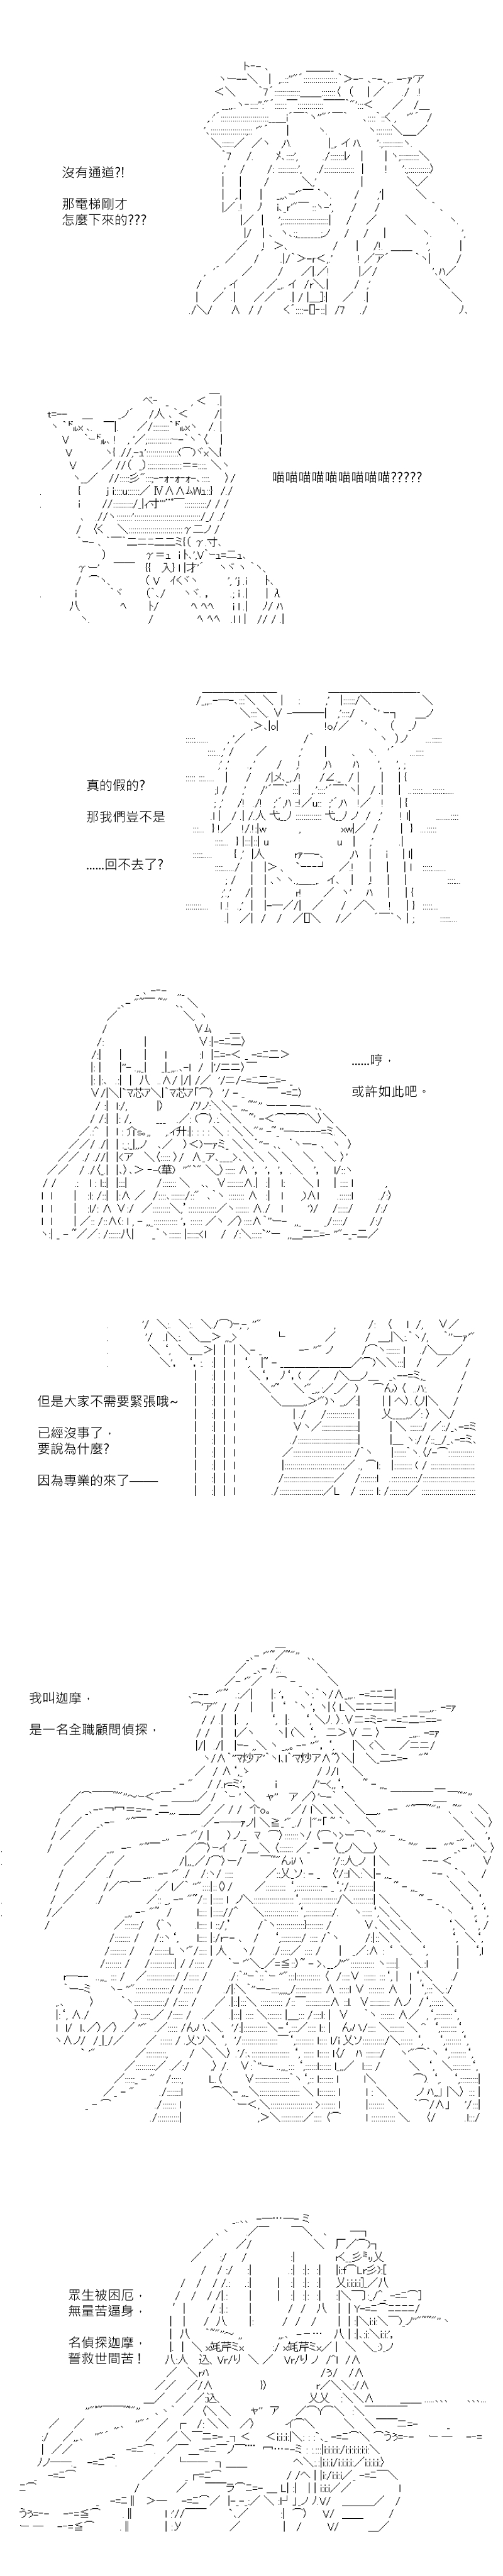 沒有通道?!
那電梯剛才
怎麼下來的???
喵喵喵喵喵喵喵喵喵喵?????
真的假的?
那我們豈不是
......回不去了?
......哼，
或許如此吧。
但是大家不需要緊張哦~
已經沒事了，
要說為什麼?
因為專業的來了───
我叫迦摩，
是一名全職顧問偵探，
眾生被困厄，
無量苦逼身，
名偵探迦摩，
誓救世間苦！